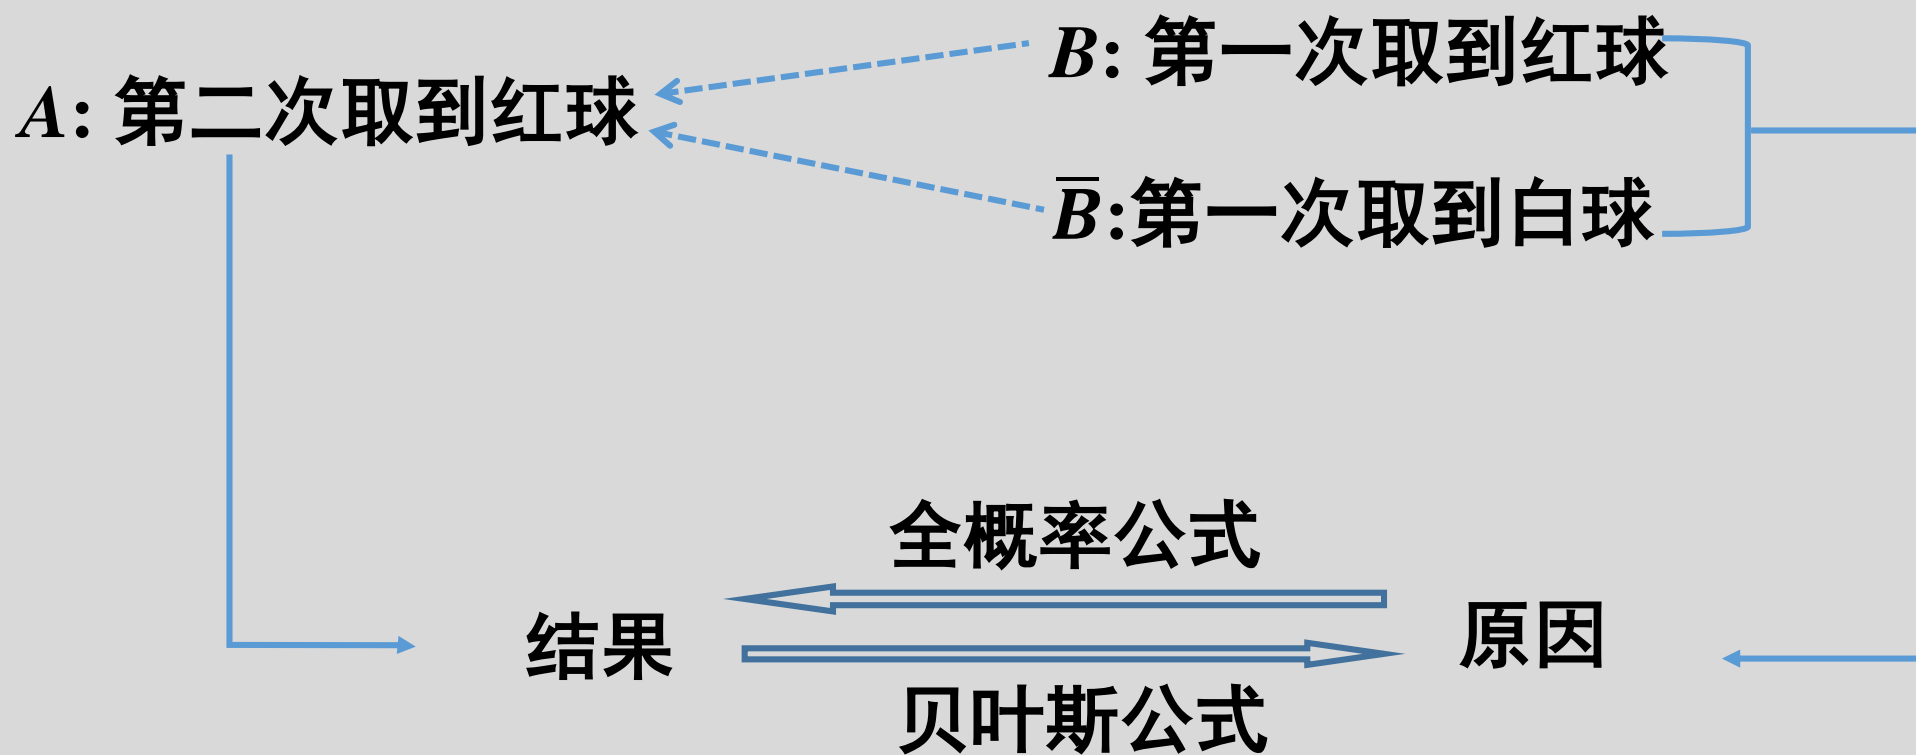 B: 第一次取到红球
A: 第二次取到红球
B̅:第一次取到白球
全概率公式
结果
原因
贝叶斯公式